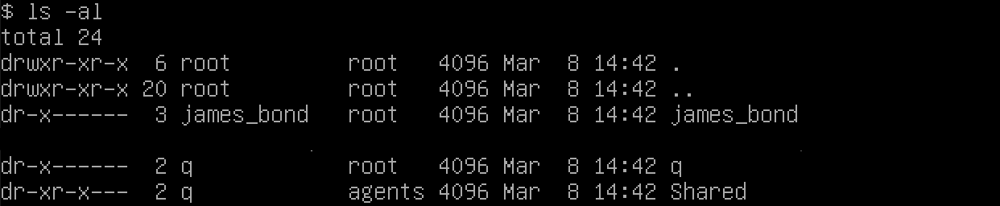 $ ls -al
total 24
drwxr-xr-x  6 root         root   4096 Mar  8 14:42 .
drwxr-xr-x 20 root         root   4096 Mar  8 14:42 ..
dr-x------  3 james_bond   root   4096 Mar  8 14:42 james_bond
dr-x------  2 q            root   4096 Mar  8 14:42 q
dr-xr-x---  2 q            agents 4096 Mar  8 14:42 Shared